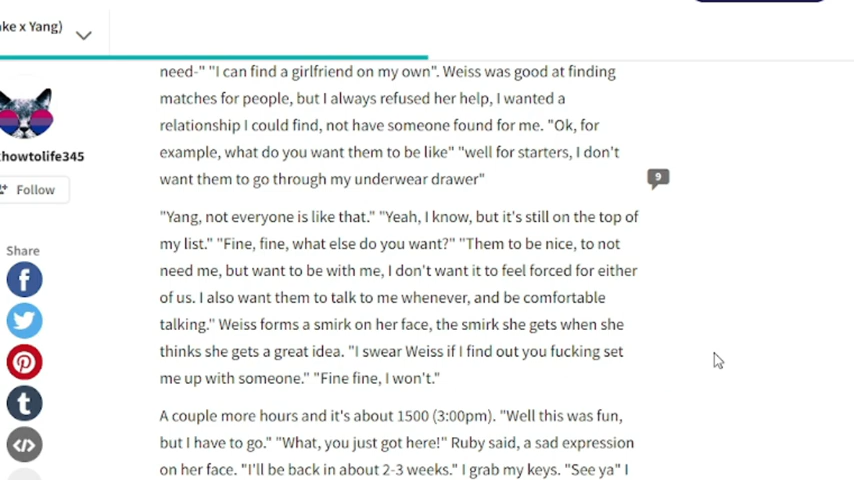 ake x Yang)
need-" "I can find a girlfriend on my own". Weiss was good at finding
matches for people, but I always refused her help, I wanted a
relationship I could find, not have someone found for me. "Ok, for
example, what do you want them to be like" "well for starters, I don't
want them to go through my underwear drawer"
9
howtolife345
Follow
"Yang, not everyone is like that." "Yeah, I know, but it's still on the top of
my list." "Fine, fine, what else do you want?" "Them to be nice, to not
need me, but want to be with me, I don't want it to feel forced for either
of us. I also want them to talk to me whenever, and be comfortable
talking." Weiss forms a smirk on her face, the smirk she gets when she
thinks she gets a great idea. "I swear Weiss if I find out you fucking set
me up with someone." "Fine fine, I won't."
Share
A couple more hours and it's about 1500 (3:00pm). "Well this was fun,
but I have to go." "What, you just got here!" Ruby said, a sad expression
on her face. "I'll be back in about 2-3 weeks." I grab my keys. "See ya" I